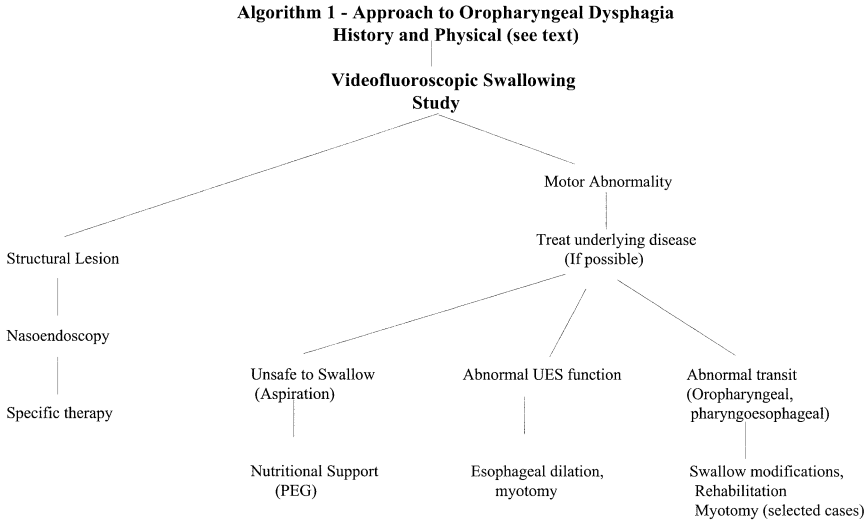 Algorithm 1 - Approach to Oropharyngeal Dysphagia
History and Physical (see text)
Videofluoroscopic Swallowing
Study
Motor Abnormality
Treat underlying disease
(If possible)
Structural Lesion
Nasoendoscopy
Specific therapy
Unsafe to Swallow
(Aspiration)
Nutritional Support
(PEG)
Abnormal UES function
Esophageal dilation,
myotomy
Abnormal transit
(Oropharyngeal,
pharyngoesophageal)
Swallow modifications,
Rehabilitation
Myotomy (selected cases)